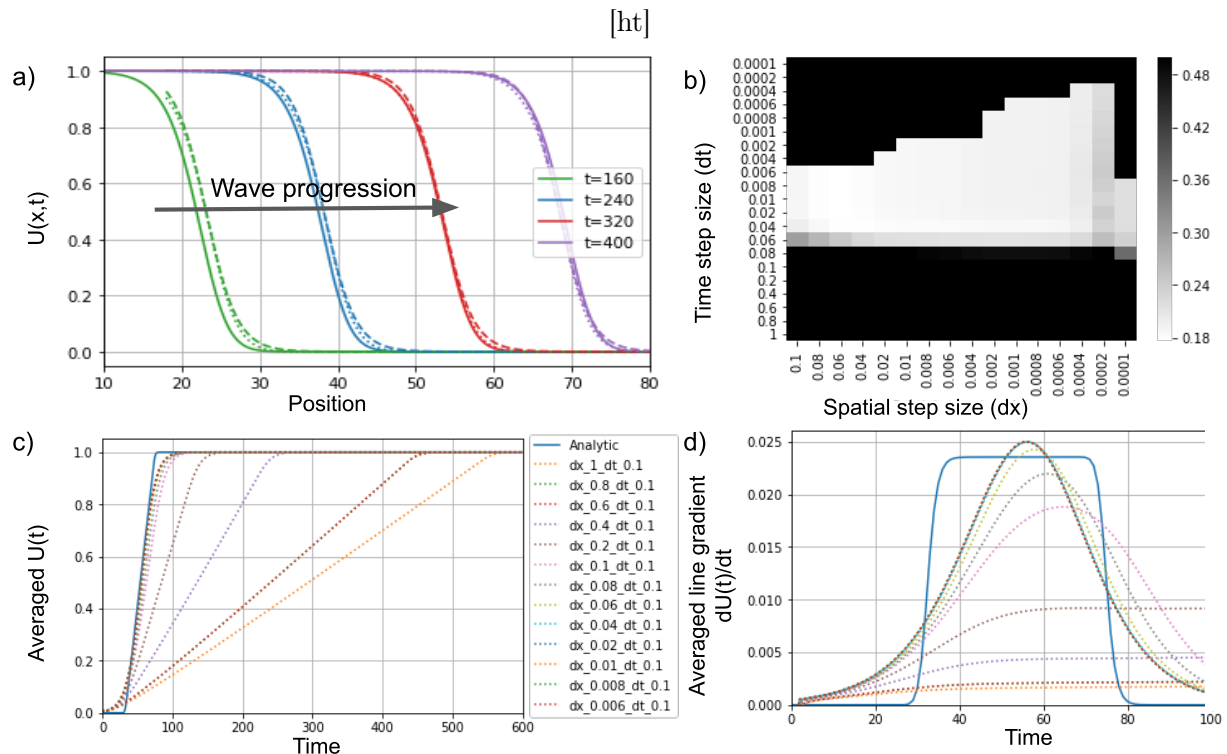 [ht]
a)
U(x,t)
1.0
0.8
0.6
0.4
0.2
0.0
10 20 30 40 50 60 70 80
Position
Wave progression
t=160
t=240
t=320
t=400
b)
Time step size (dt)
0.0001
0.0002
0.0004
0.0006
0.0008
0.001
0.002
0.004
0.006
0.008
0.01
0.02
0.04
0.06
0.08
0.1
0.2
0.4
0.6
0.8
1
0.1 0.08 0.06 0.04 0.02 0.01 0.008 0.006 0.004 0.002 0.001 0.0008 0.0006 0.0004 0.0002 0.0001
Spatial step size (dx)
0.48
0.42
0.36
0.30
0.24
0.18
c)
Averaged U(t)
1.0
0.8
0.6
0.4
0.2
0.0
0 100 200 300 400 500 600
Time
Analytic
dx_1_dt_0.1
dx_0.8_dt_0.1
dx_0.6_dt_0.1
dx_0.4_dt_0.1
dx_0.2_dt_0.1
dx_0.1_dt_0.1
dx_0.08_dt_0.1
dx_0.06_dt_0.1
dx_0.04_dt_0.1
dx_0.02_dt_0.1
dx_0.01_dt_0.1
dx_0.008_dt_0.1
dx_0.006_dt_0.1
d)
Averaged line gradient
dU(t)/dt
0.025
0.020
0.015
0.010
0.005
0.000
0 20 40 60 80 100
Time